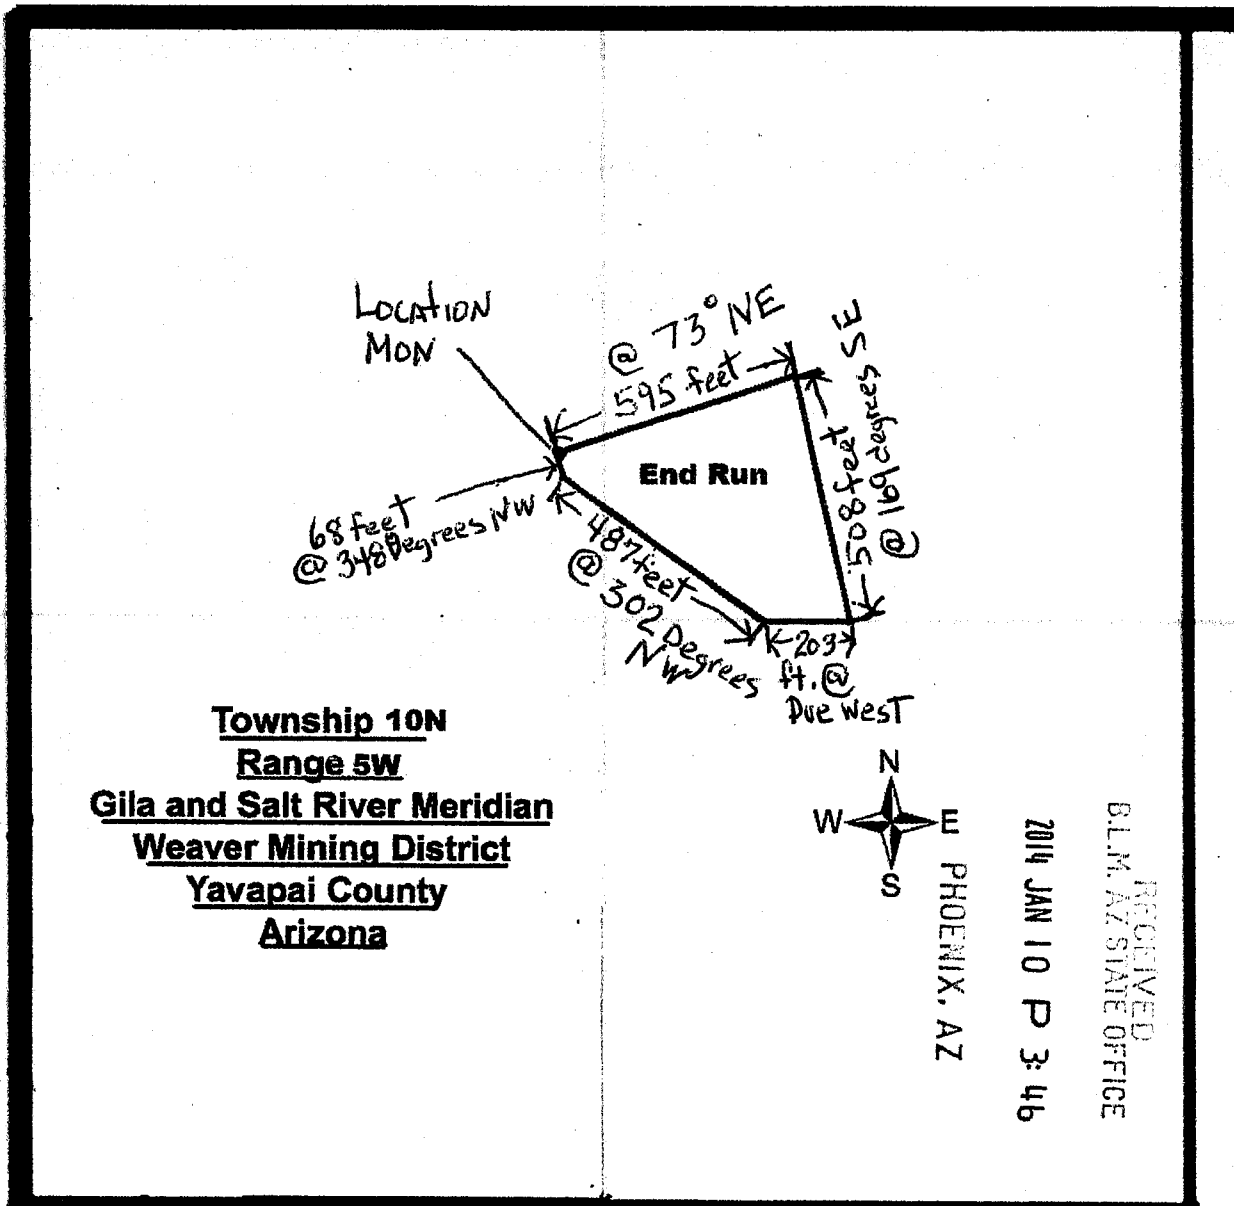 LOCATION
MON
@ 73° NE
595 feet
508 feet
@ 169 degrees SE
End Run
68 feet
@ 348 Degrees NW
487 feet
@ 302 Degrees
NW
203
ft. @
Due West
Township 10N
Range 5W
Gila and Salt River Meridian
Weaver Mining District
Yavapai County
Arizona
N
W E
S
RECEIVED
B.L.M. AZ STATE OFFICE
2014 JAN 10 P 3:46
PHOENIX, AZ